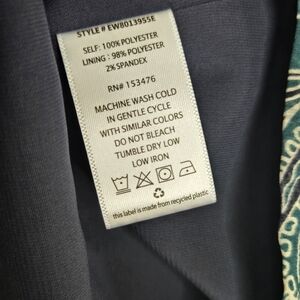 STYLE # EW8013955E
SELF: 100% POLYESTER
LINING : 98% POLYESTER
2% SPANDEX
RN# 153476
MACHINE WASH COLD
IN GENTLE CYCLE
WITH SIMILAR COLORS
DO NOT BLEACH
TUMBLE DRY LOW
LOW IRON
this label is made from recycled plastic